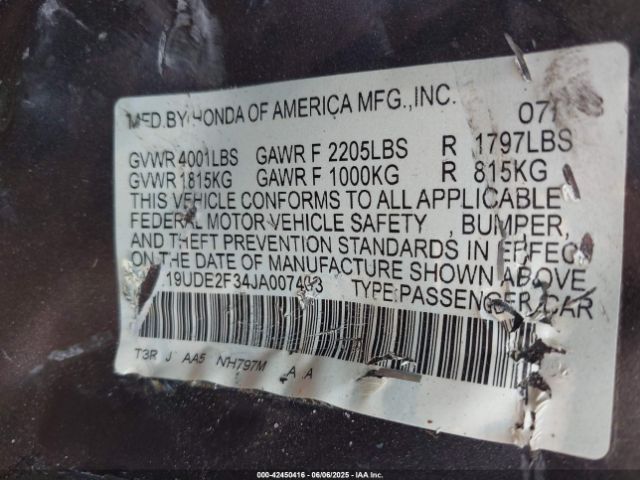 MFD.BY HONDA OF AMERICA MFG.,INC. 07/
GVWR 4001LBS GAWR F 2205LBS R 1797LBS
GVWR 1815KG GAWR F 1000KG R 815KG
THIS VEHICLE CONFORMS TO ALL APPLICABLE
FEDERAL MOTOR VEHICLE SAFETY , BUMPER,
AND THEFT PREVENTION STANDARDS IN EFFECT
ON THE DATE OF MANUFACTURE SHOWN ABOVE.
TYPE:PASSENGER CAR
T3R J AA5 NH797M A A
000-42450416 | 06/06/2025 | IAA Inc.